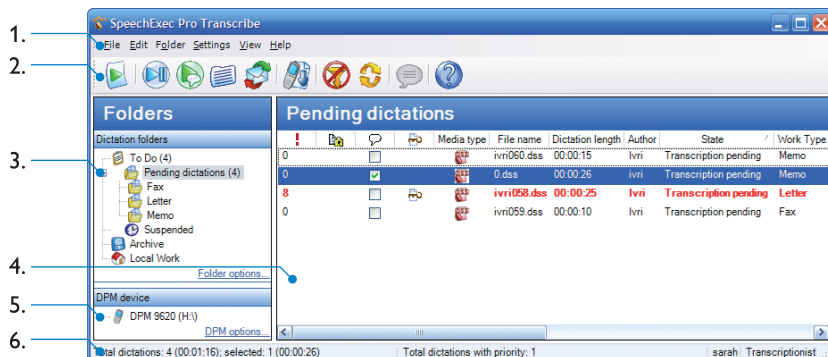 SpeechExec Pro Transcribe
1.
File Edit Folder Settings View Help
2.
Folders
Pending dictations
Dictation folders
! Media type File name Dictation length Author State / Work Type
To Do (4)
0 ivri060.dss 00:00:15 Ivri Transcription pending Memo
3.
Pending dictations (4)
0 0.dss 00:00:26 ivri Transcription pending Memo
Fax
8 ivri058.dss 00:00:25 Ivri Transcription pending Letter
Letter
0 ivri059.dss 00:00:10 ivri Transcription pending Fax
Memo
Suspended
Archive
Local Work
4.
Folder options...
DPM device
5.
DPM 9620 (H:\)
DPM options...
6.
Total dictations: 4 (00:01:16); selected: 1 (00:00:26) Total dictations with priority: 1 sarah Transcriptionist